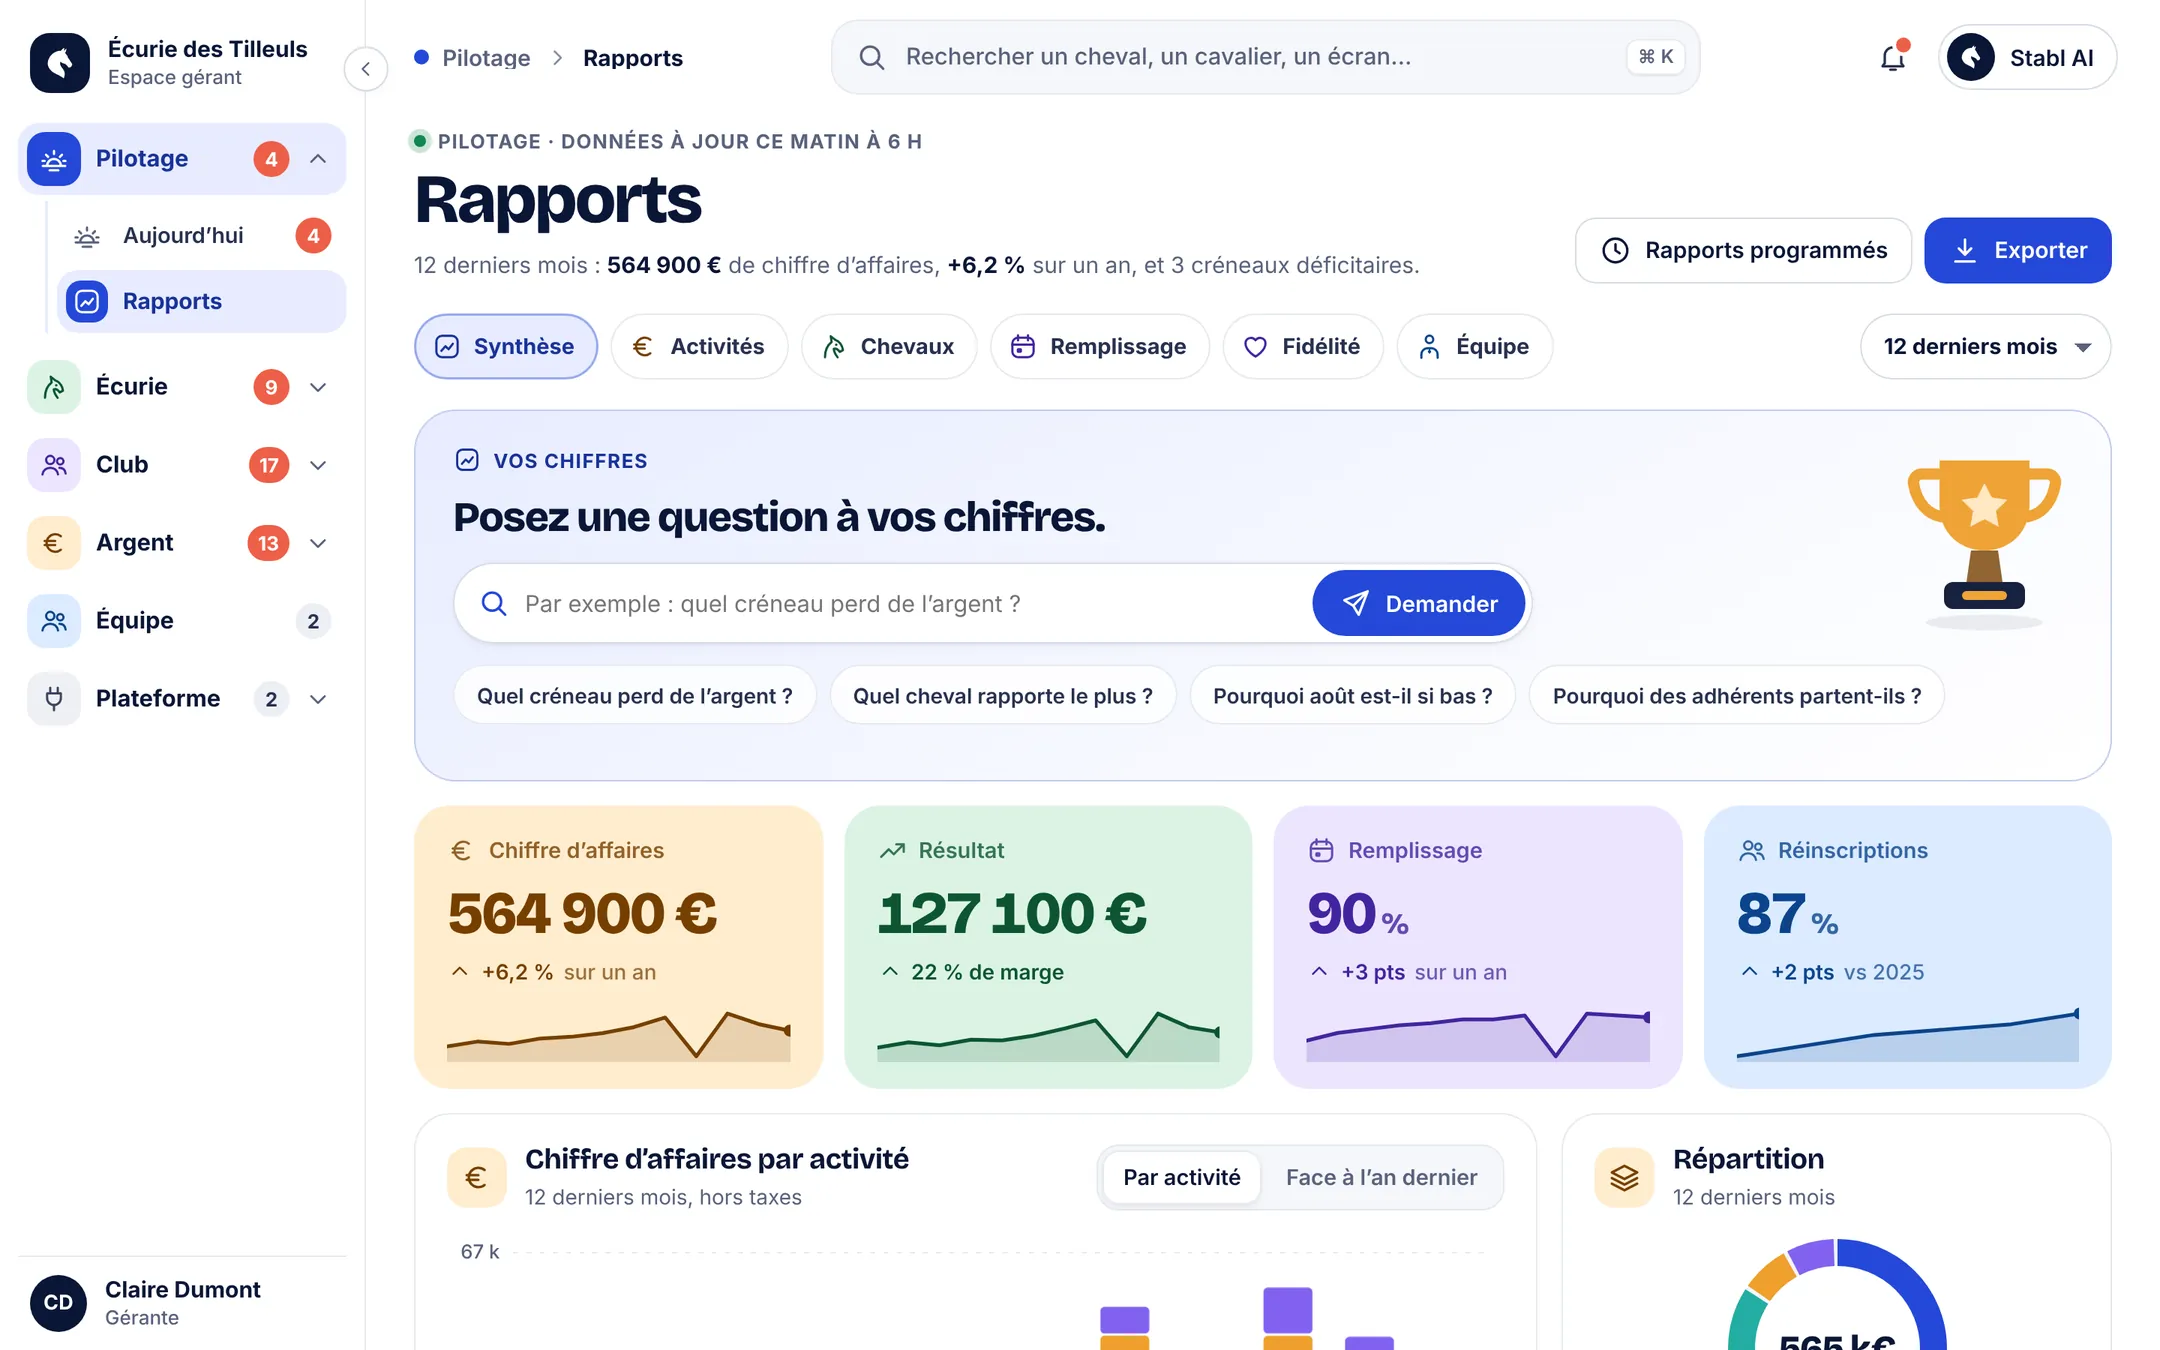 Écurie des Tilleuls
Espace gérant
Pilotage
4
Aujourd’hui
4
Rapports
Écurie
9
Club
17
Argent
13
Équipe
2
Plateforme
2
CD
Claire Dumont
Gérante
Pilotage
Rapports
Rechercher un cheval, un cavalier, un écran…
⌘ K
Stabl AI
PILOTAGE · DONNÉES À JOUR CE MATIN À 6 H
Rapports
12 derniers mois : 564 900 € de chiffre d’affaires, +6,2 % sur un an, et 3 créneaux déficitaires.
Rapports programmés
Exporter
Synthèse
Activités
Chevaux
Remplissage
Fidélité
Équipe
12 derniers mois
VOS CHIFFRES
Posez une question à vos chiffres.
Par exemple : quel créneau perd de l’argent ?
Demander
Quel créneau perd de l’argent ?
Quel cheval rapporte le plus ?
Pourquoi août est-il si bas ?
Pourquoi des adhérents partent-ils ?
Chiffre d’affaires
564 900 €
+6,2 % sur un an
Résultat
127 100 €
22 % de marge
Remplissage
90 %
+3 pts sur un an
Réinscriptions
87 %
+2 pts vs 2025
Chiffre d’affaires par activité
12 derniers mois, hors taxes
Par activité
Face à l’an dernier
67 k
Répartition
12 derniers mois
565 k€